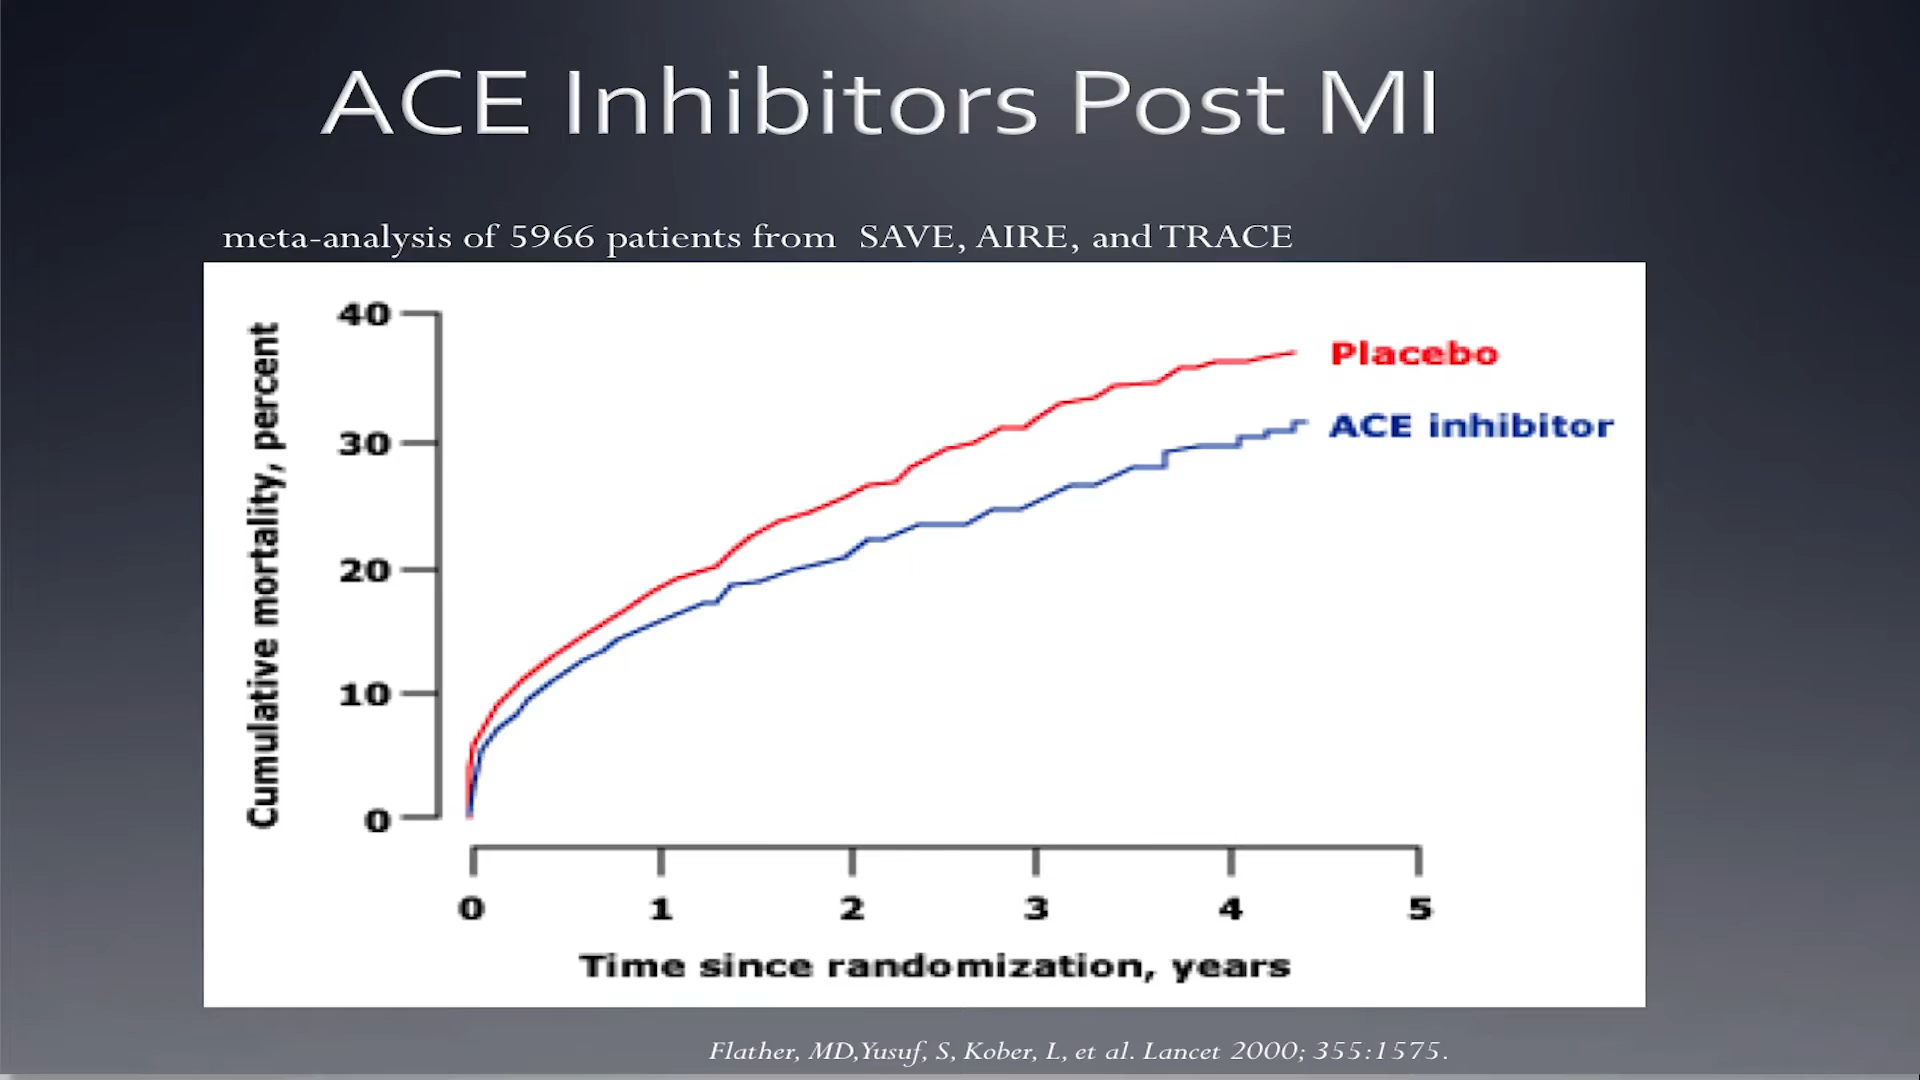 ACE Inhibitors Post MI
meta-analysis of 5966 patients from SAVE, AIRE, and TRACE
Cumulative mortality, percent
40
30
20
10
0
Placebo
ACE inhibitor
0 1 2 3 4 5
Time since randomization, years
Flather, MD,Yusuf, S, Kober, L, et al. Lancet 2000; 355:1575.